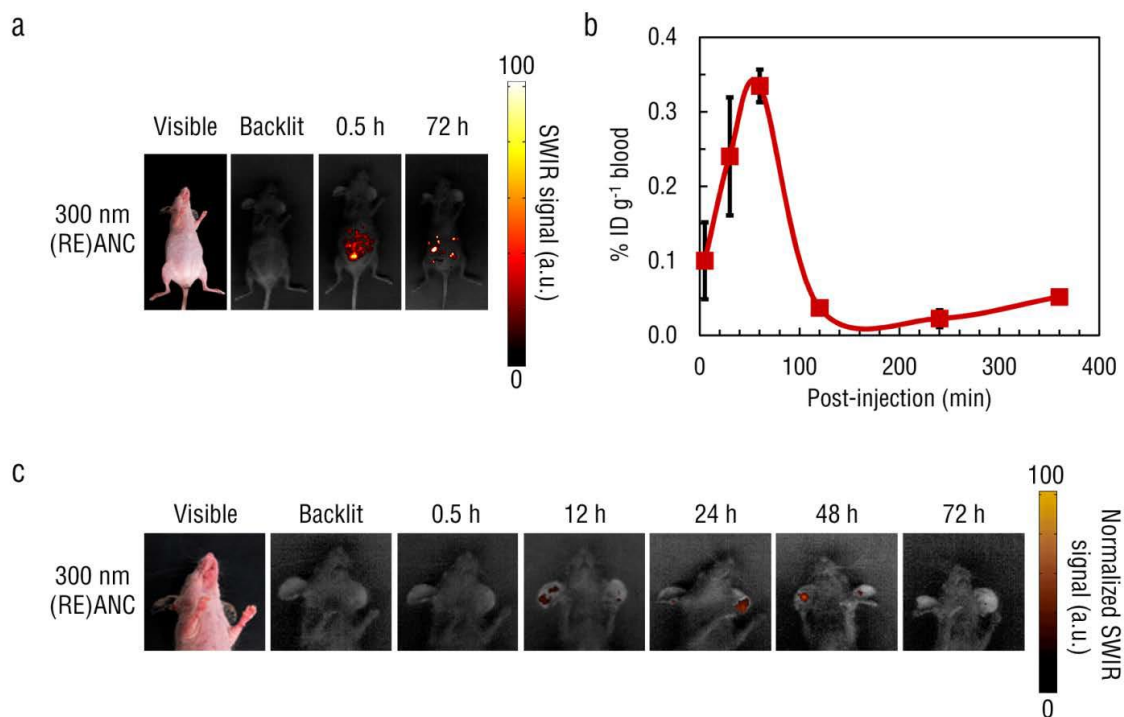 a
Visible
Backlit
0.5 h
72 h
300 nm
(RE)ANC
100
SWIR signal (a.u.)
0
b
0.4
0.3
0.2
0.1
0.0
% ID g⁻¹ blood
0
100
200
300
400
Post-injection (min)
c
Visible
Backlit
0.5 h
12 h
24 h
48 h
72 h
300 nm
(RE)ANC
100
Normalized SWIR
signal (a.u.)
0